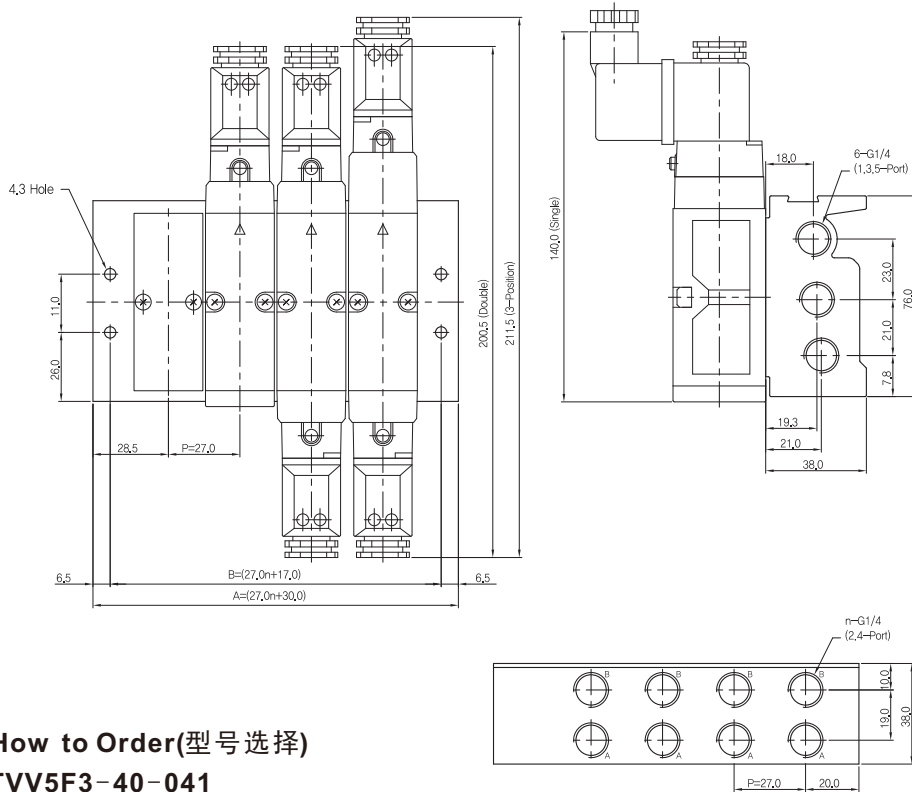 4.3 Hole
11.0
26.0
28.5
P=27.0
6.5
B=(27.0n+17.0)
6.5
A=(27.0n+30.0)
200.5 (Double)
211.5 (3-Position)
140.0 (Single)
18.0
6-G1/4
(1,3,5-Port)
23.0
21.0
7.8
76.0
19.3
21.0
38.0
n-G1/4
(2,4-Port)
B
B
B
B
A
A
A
A
10.0
19.0
38.0
P=27.0
20.0
How to Order(型号选择)
TVV5F3-40-041